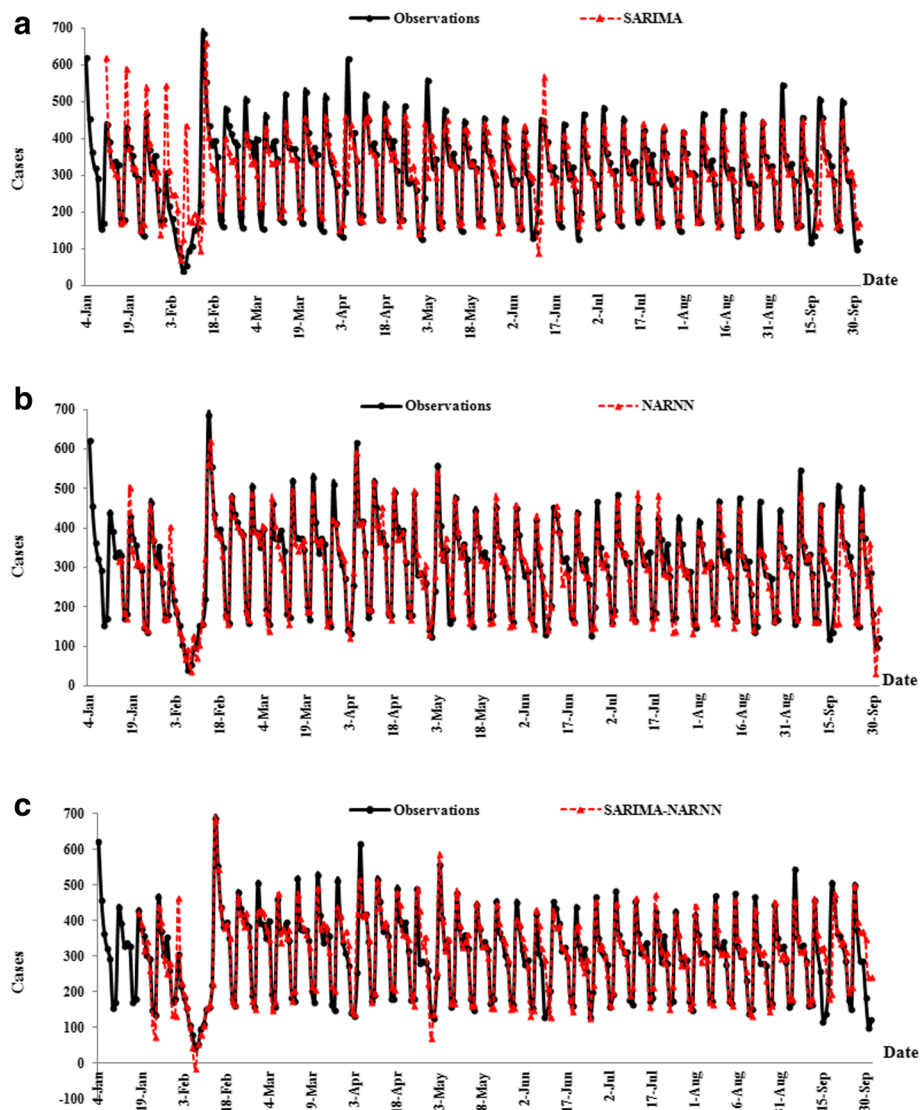 a
Observations
SARIMA
700
600
500
400
300
200
100
0
Cases
Date
4-Jan
19-Jan
3-Feb
18-Feb
4-Mar
19-Mar
3-Apr
18-Apr
3-May
18-May
2-Jun
17-Jun
2-Jul
17-Jul
1-Aug
16-Aug
31-Aug
15-Sep
30-Sep
b
Observations
NARNN
700
600
500
400
300
200
100
0
Cases
Date
4-Jan
19-Jan
3-Feb
18-Feb
4-Mar
19-Mar
3-Apr
18-Apr
3-May
18-May
2-Jun
17-Jun
2-Jul
17-Jul
1-Aug
16-Aug
31-Aug
15-Sep
30-Sep
c
Observations
SARIMA-NARNN
700
600
500
400
300
200
100
0
-100
Cases
Date
4-Jan
19-Jan
3-Feb
18-Feb
4-Mar
19-Mar
3-Apr
18-Apr
3-May
2-Jun
17-Jun
2-Jul
17-Jul
1-Aug
15-Sep
30-Sep